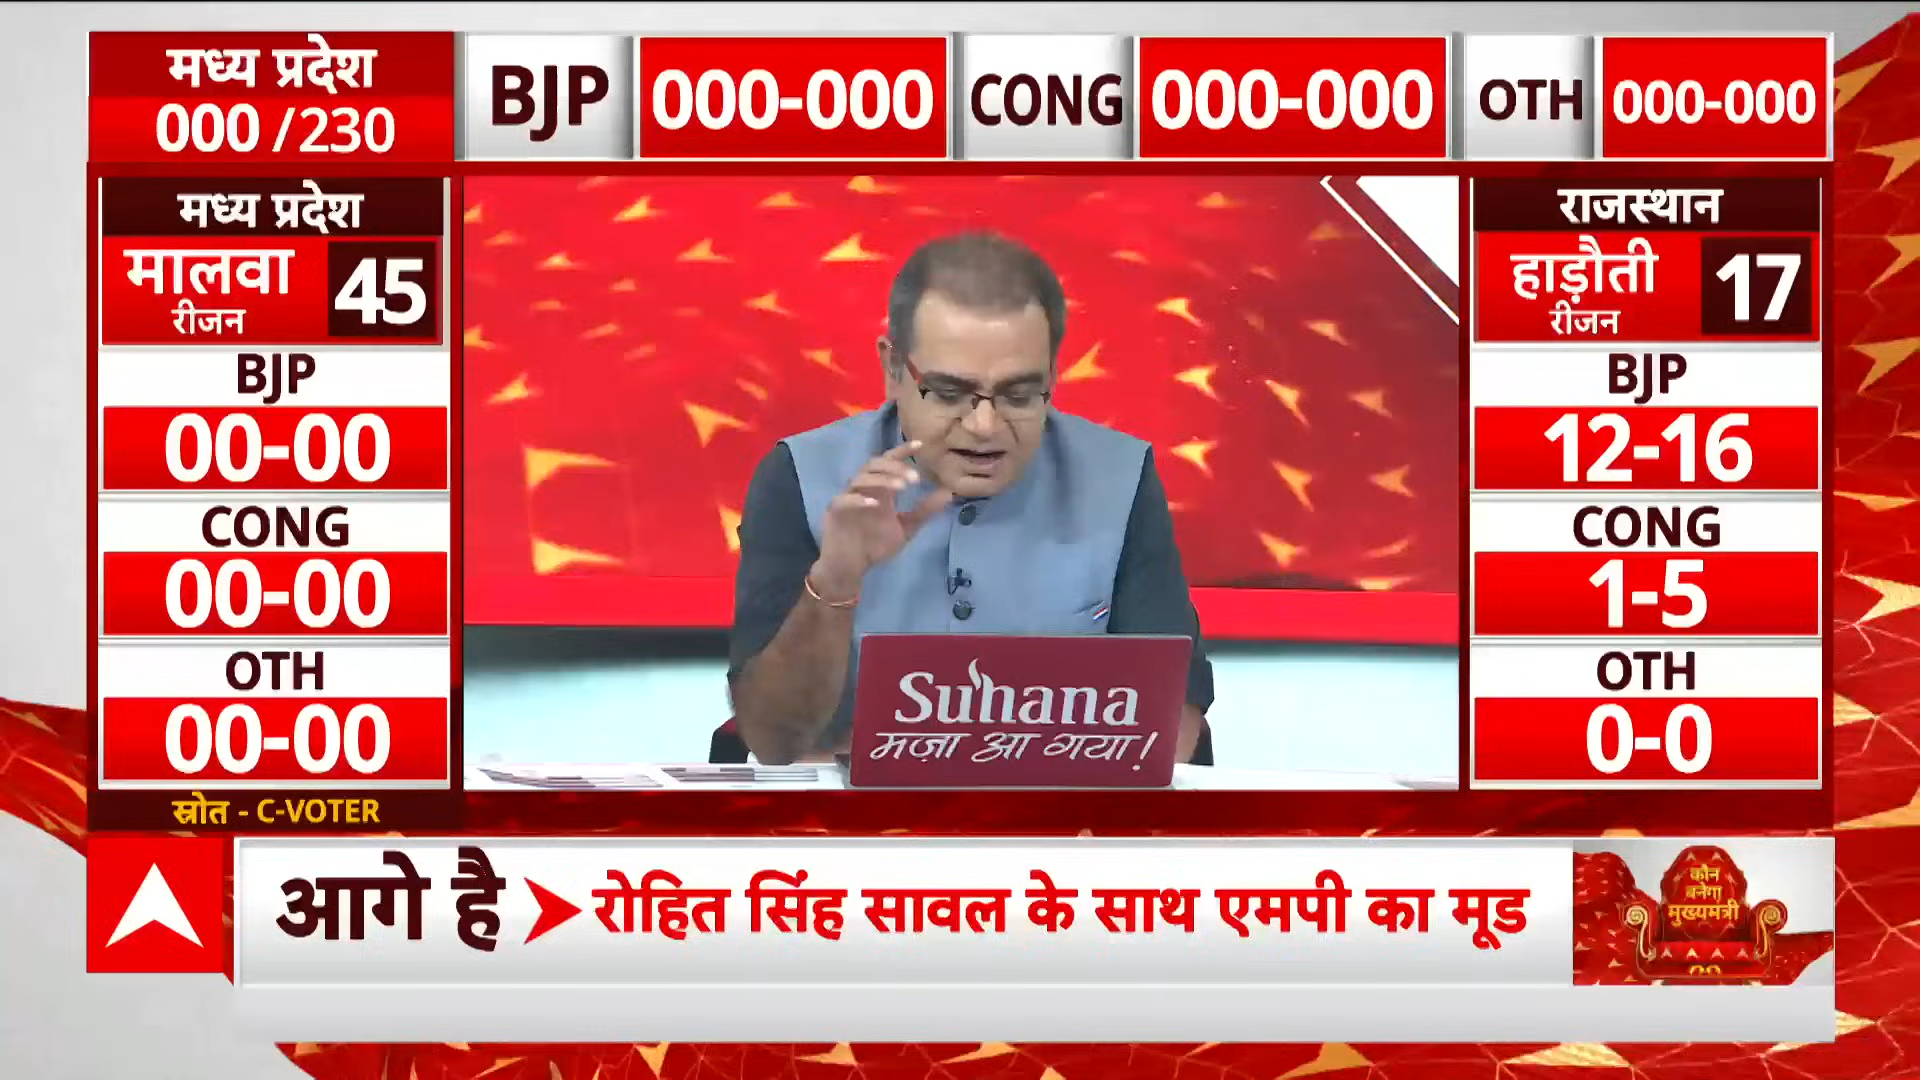 मध्य प्रदेश
000 /230
BJP
000-000
CONG
000-000
OTH
000-000
मध्य प्रदेश
मालवा
रीजन
45
BJP
00-00
CONG
00-00
OTH
00-00
स्रोत - C-VOTER
Suhana
मज़ा आ गया!
राजस्थान
हाड़ौती
रीजन
17
BJP
12-16
CONG
1-5
OTH
0-0
आगे है
रोहित सिंह सावल के साथ एमपी का मूड
कौन
बनेगा
मुख्यमंत्री